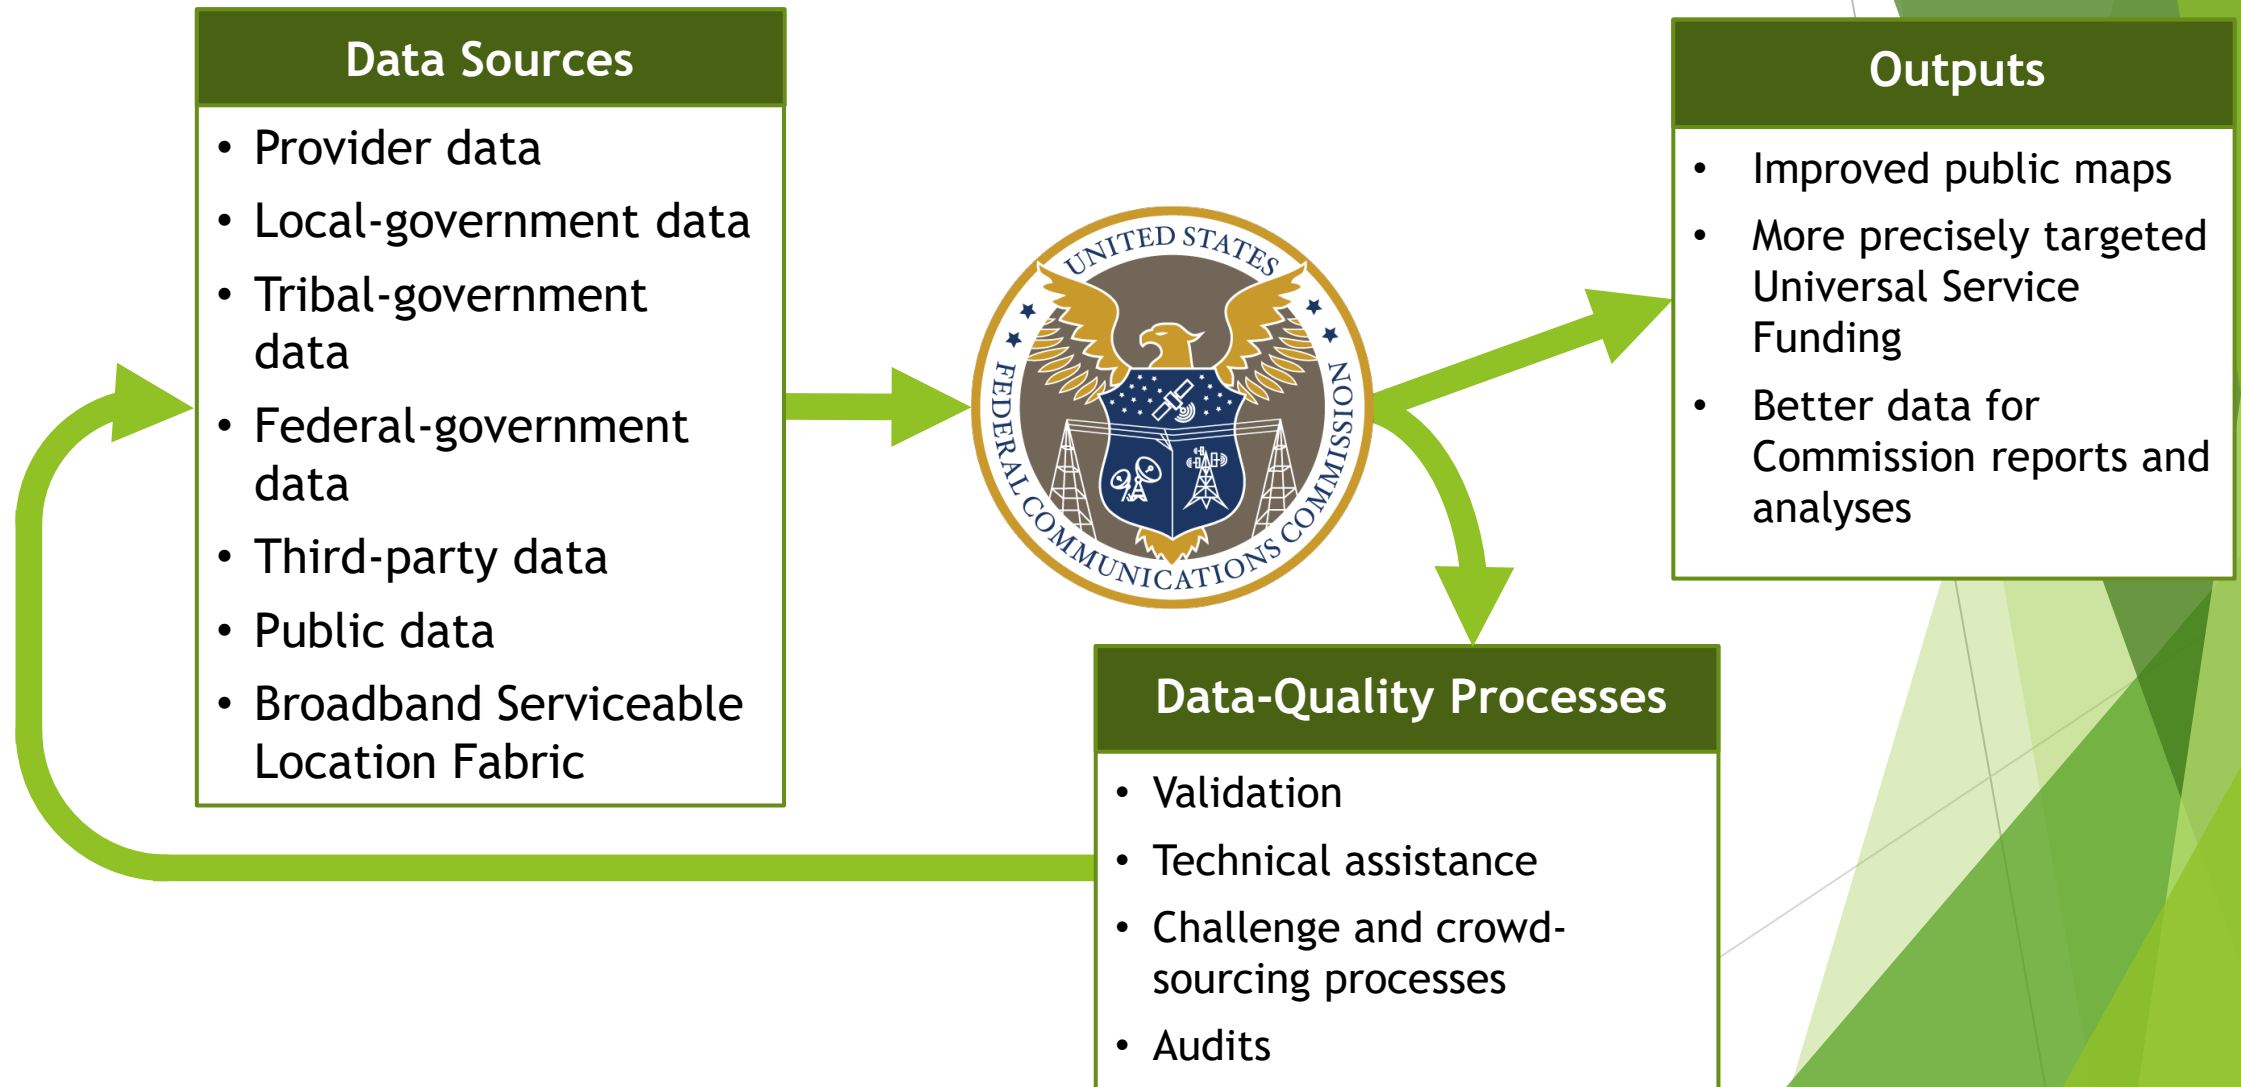 Data Sources
• Provider data
• Local-government data
• Tribal-government
data
• Federal-government
data
• Third-party data
• Public data
• Broadband Serviceable
Location Fabric
UNITED STATES
FEDERAL COMMUNICATIONS COMMISSION
Outputs
• Improved public maps
• More precisely targeted
Universal Service
Funding
• Better data for
Commission reports and
analyses
Data-Quality Processes
• Validation
• Technical assistance
• Challenge and crowd-
sourcing processes
• Audits